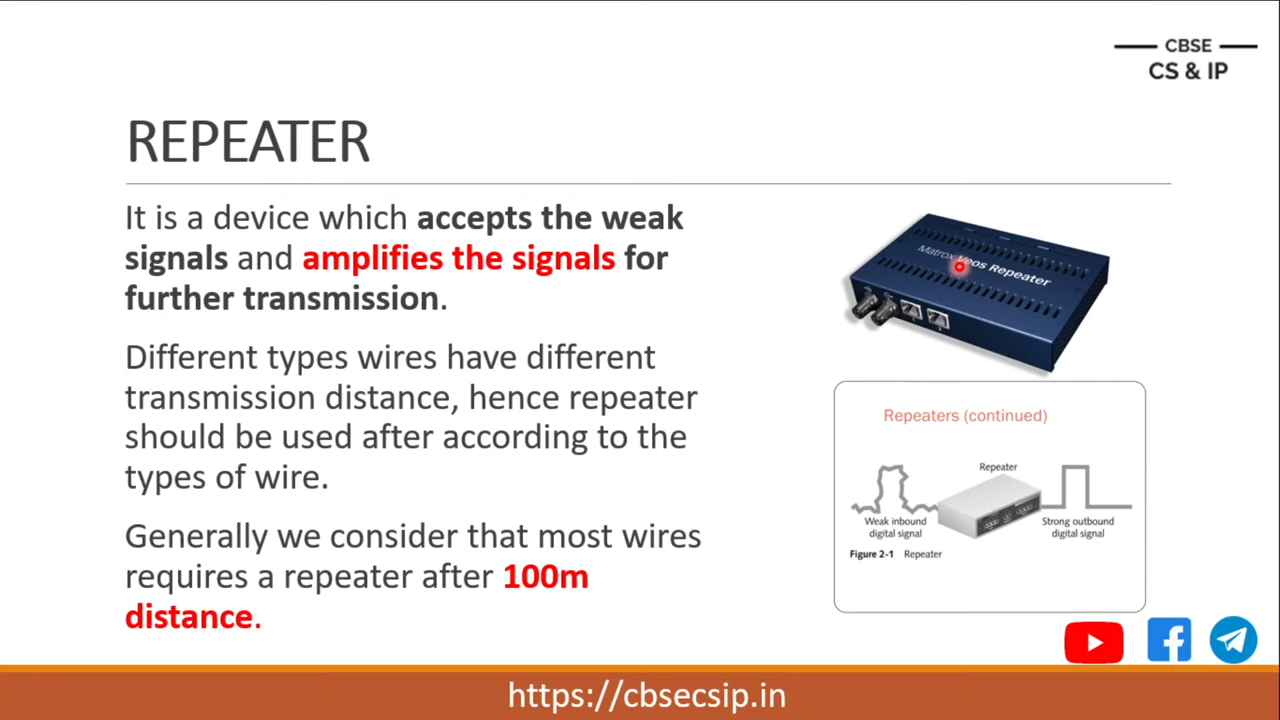 CBSE
CS & IP
REPEATER
It is a device which accepts the weak
signals and amplifies the signals for
further transmission.
Different types wires have different
transmission distance, hence repeater
should be used after according to the
types of wire.
Generally we consider that most wires
requires a repeater after 100m
distance.
Matrox Veos Repeater
Repeaters (continued)
Repeater
Weak inbound
digital signal
Strong outbound
digital signal
Figure 2-1 Repeater
https://cbsecsip.in